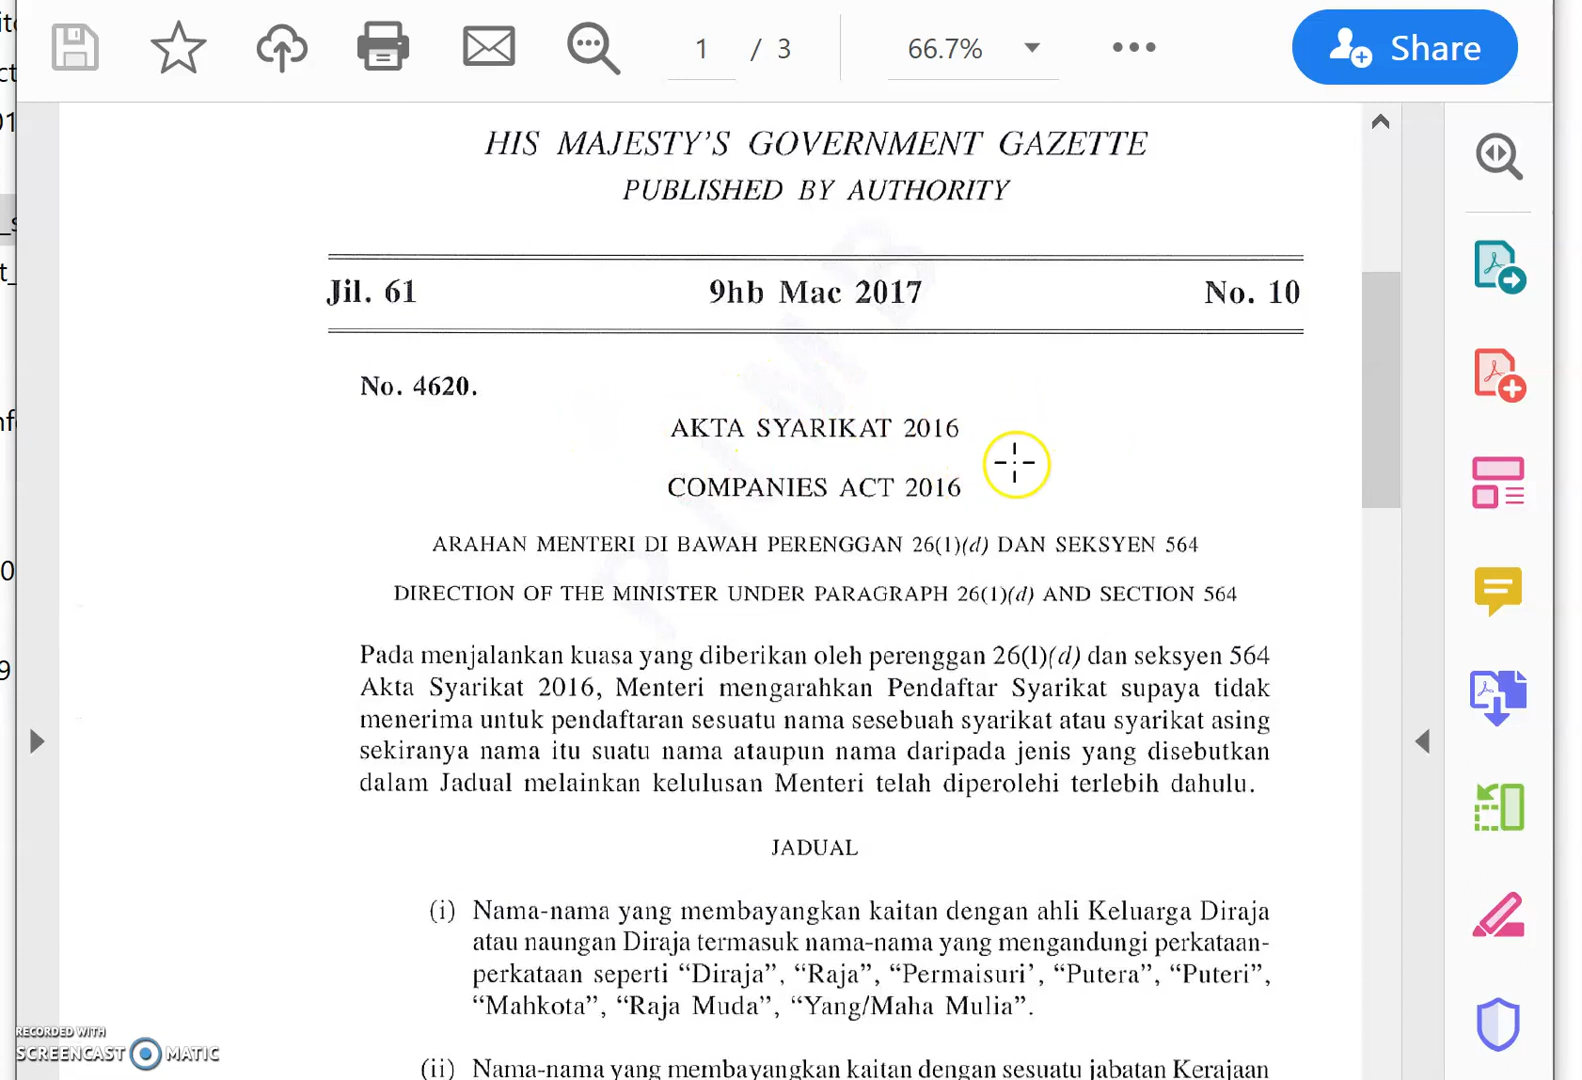 1 / 3
66.7%
Share
HIS MAJESTY'S GOVERNMENT GAZETTE
PUBLISHED BY AUTHORITY
Jil. 61 9hb Mac 2017 No. 10
No. 4620.
AKTA SYARIKAT 2016
COMPANIES ACT 2016
ARAHAN MENTERI DI BAWAH PERENGGAN 26(1)(d) DAN SEKSYEN 564
DIRECTION OF THE MINISTER UNDER PARAGRAPH 26(1)(d) AND SECTION 564
Pada menjalankan kuasa yang diberikan oleh perenggan 26(1)(d) dan seksyen 564
Akta Syarikat 2016, Menteri mengarahkan Pendaftar Syarikat supaya tidak
menerima untuk pendaftaran sesuatu nama sesebuah syarikat atau syarikat asing
sekiranya nama itu suatu nama ataupun nama daripada jenis yang disebutkan
dalam Jadual melainkan kelulusan Menteri telah diperolehi terlebih dahulu.
JADUAL
(i) Nama-nama yang membayangkan kaitan dengan ahli Keluarga Diraja
atau naungan Diraja termasuk nama-nama yang mengandungi perkataan-
perkataan seperti “Diraja”, “Raja”, “Permaisuri’, “Putera”, “Puteri”,
“Mahkota”, “Raja Muda”, “Yang/Maha Mulia”.
(ii) Nama-nama yang membayangkan kaitan dengan sesuatu jabatan Kerajaan
RECORDED WITH
SCREENCAST MATIC